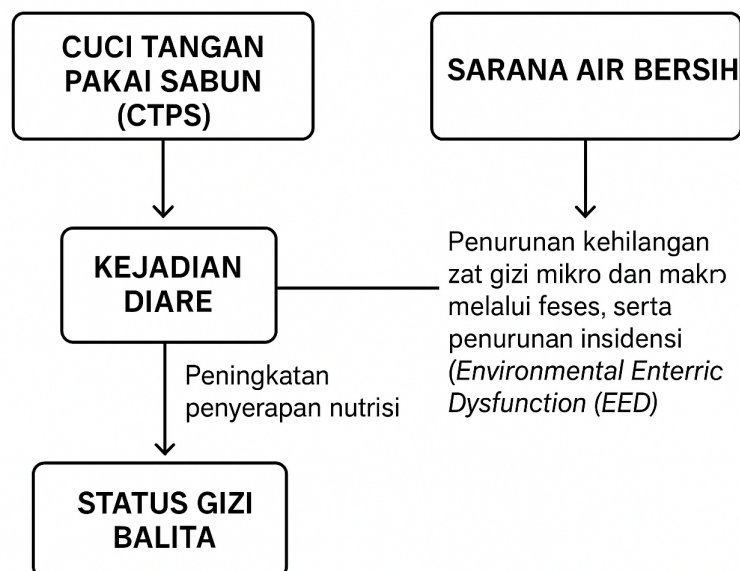 CUCI TANGAN
PAKAI SABUN
(CTPS)
SARANA AIR BERSIH
KEJADIAN
DIARE
Penurunan kehilangan
zat gizi mikro dan makro
melalui feses, serta
penurunan insidensi
(Environmental Enterric
Dysfunction (EED)
Peningkatan
penyerapan nutrisi
STATUS GIZI
BALITA